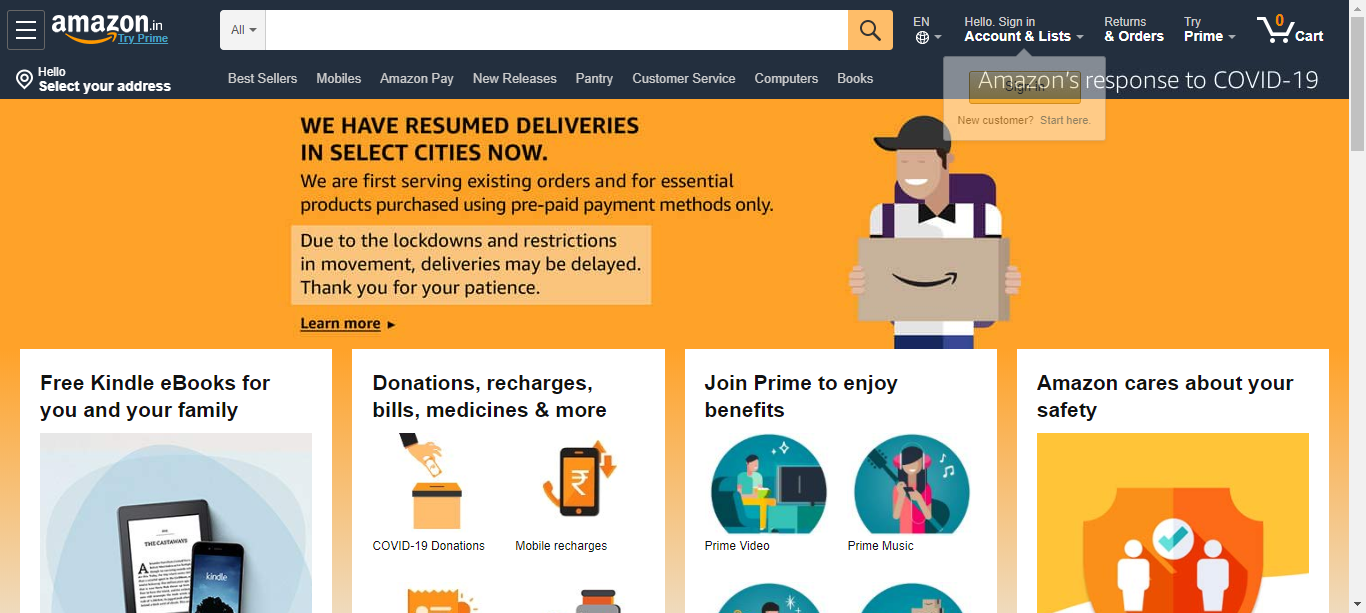 amazon.in
Try Prime
All
EN
Hello. Sign in
Account & Lists
Returns
& Orders
Try
Prime
0
Cart
Hello
Select your address
Best Sellers
Mobiles
Amazon Pay
New Releases
Pantry
Customer Service
Computers
Books
Amazon's response to COVID-19
Sign in
New customer? Start here.
WE HAVE RESUMED DELIVERIES
IN SELECT CITIES NOW.
We are first serving existing orders and for essential
products purchased using pre-paid payment methods only.
Due to the lockdowns and restrictions
in movement, deliveries may be delayed.
Thank you for your patience.
Learn more ▸
Free Kindle eBooks for
you and your family
THE CASTAWAYS
kindle
Donations, recharges,
bills, medicines & more
₹
COVID-19 Donations
Mobile recharges
Join Prime to enjoy
benefits
Prime Video
Prime Music
Amazon cares about your
safety